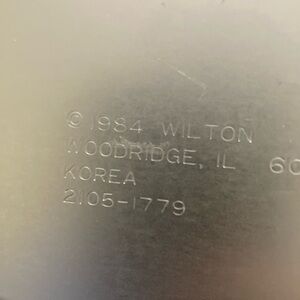 © 1984 WILTON
WOODRIDGE, IL 60
KOREA
2105-1779